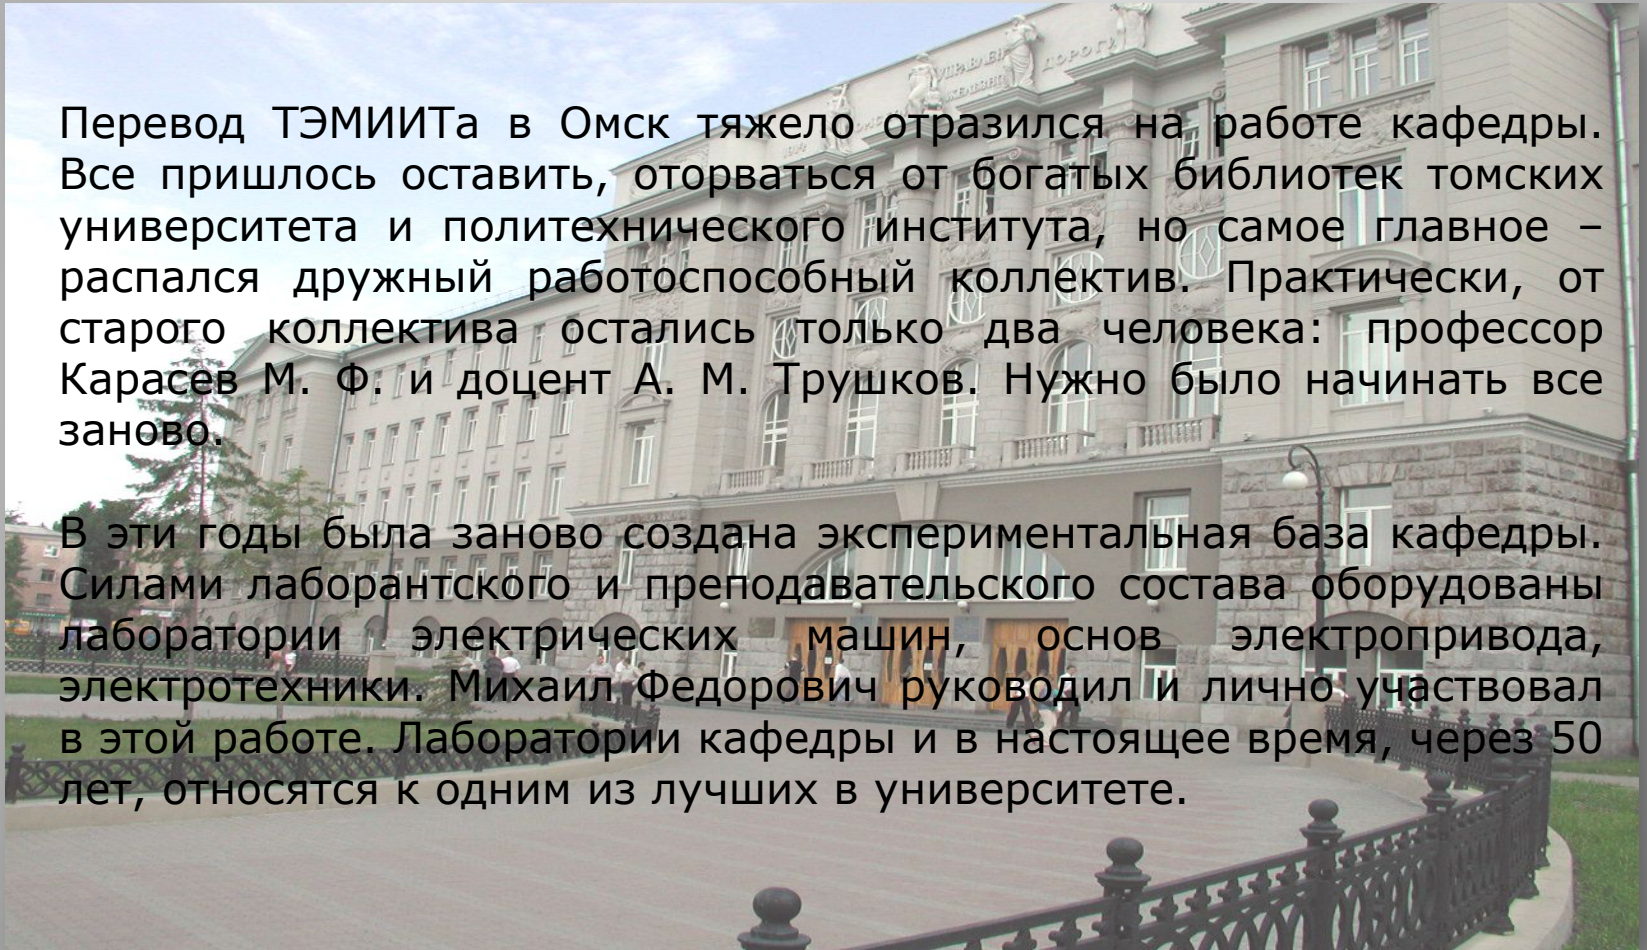 УПРАВЛЕН
ДОРОГИ
Перевод ТЭМИИТа в Омск тяжело отразился на работе кафедры.
Все пришлось оставить, оторваться от богатых библиотек томских
университета и политехнического института, но самое главное –
распался дружный работоспособный коллектив. Практически, от
старого коллектива остались только два человека: профессор
Карасев М. Ф. и доцент А. М. Трушков. Нужно было начинать все
заново.
В эти годы была заново создана экспериментальная база кафедры.
Силами лаборантского и преподавательского состава оборудованы
лаборатории электрических машин, основ электропривода,
электротехники. Михаил Федорович руководил и лично участвовал
в этой работе. Лаборатории кафедры и в настоящее время, через 50
лет, относятся к одним из лучших в университете.